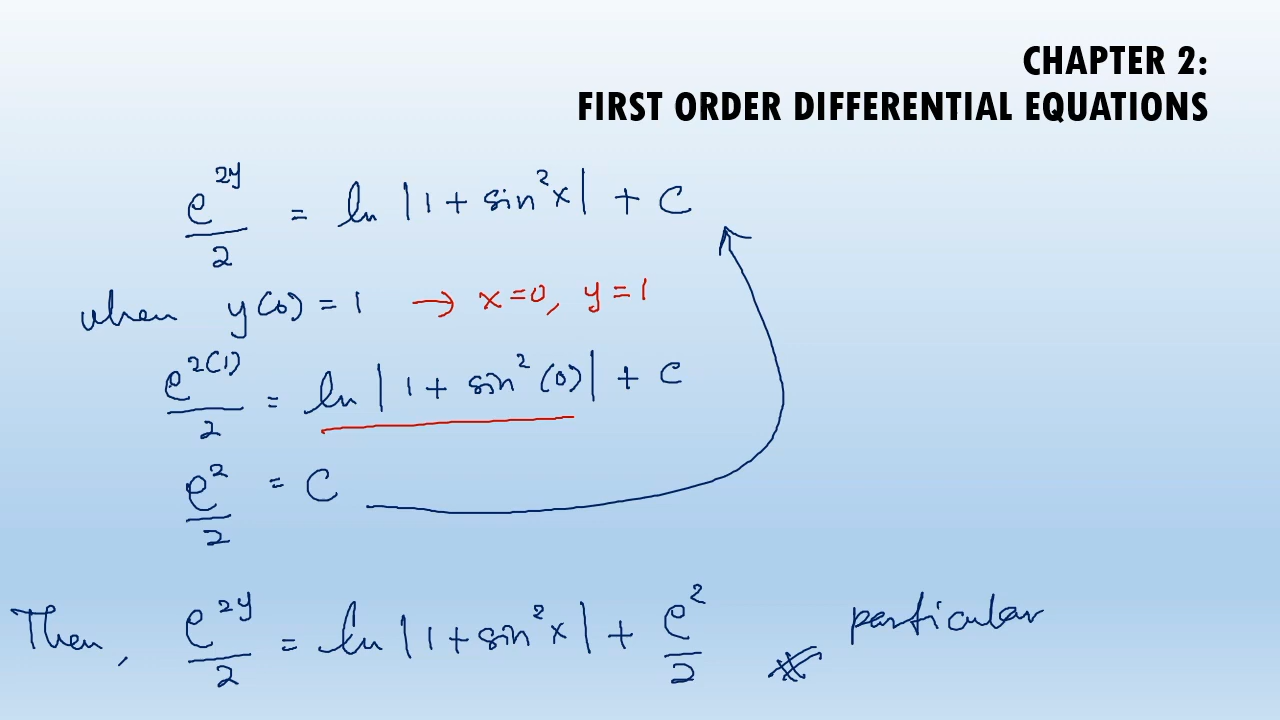 CHAPTER 2:
FIRST ORDER DIFFERENTIAL EQUATIONS
e^{2y}/2 = ln |1 + sin²x| + C
when y(0) = 1 → x = 0, y = 1
e^{2(1)}/2 = ln |1 + sin²(0)| + C
e²/2 = C
Then, e^{2y}/2 = ln |1 + sin²x| + e²/2 particular